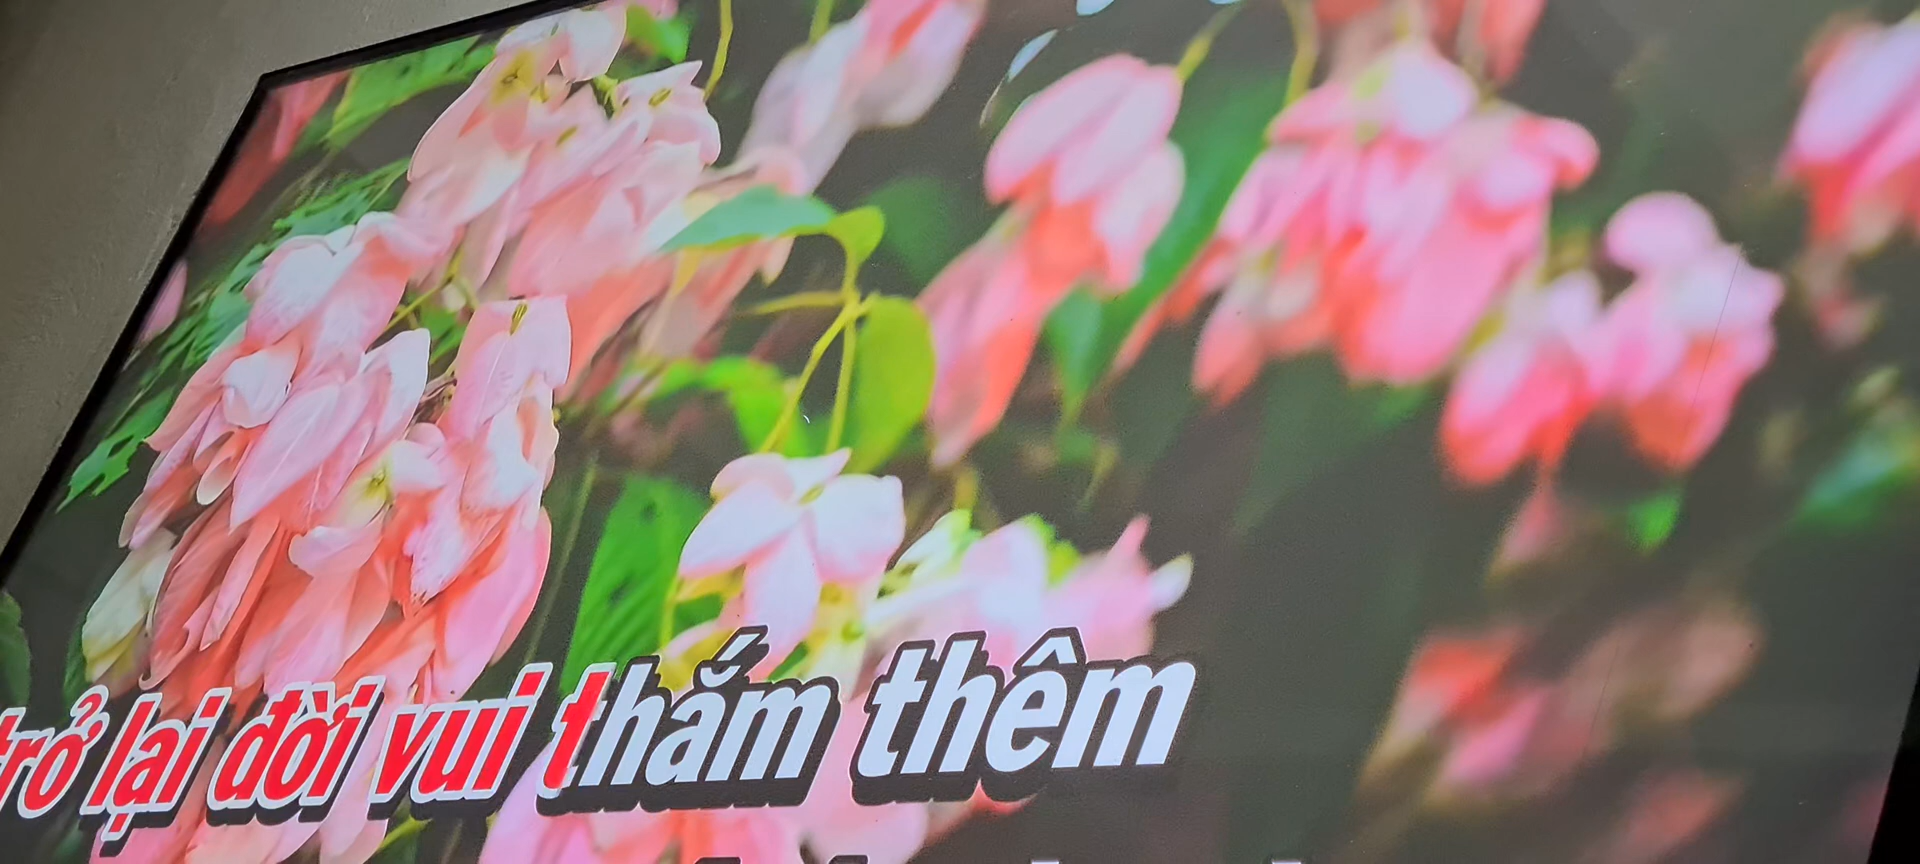 trở lại đời vui thắm thêm